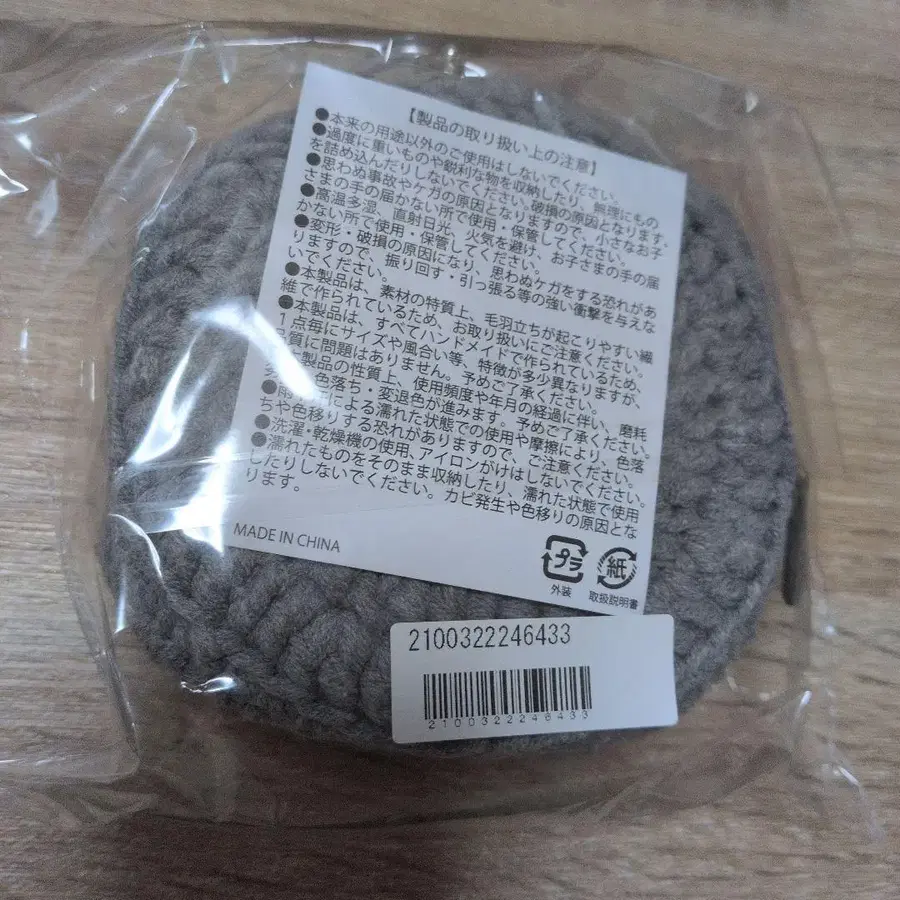 【製品の取り扱い上の注意】
●本来の用途以外のご使用はしないでください。
●過度に重いものや鋭利な物を収納したり、無理にもの
を詰め込んだりしないでください。破損の原因となります。
●思わぬ事故やケガの原因となりますので、小さなお子
さまの手の届かない所で使用・保管してください。
●高温多湿、直射日光、火気を避け、お子さまの手の届
かない所で使用・保管してください。
●変形・破損の原因になり、思わぬケガをする恐れがあ
りますので、振り回す・引っ張る等の強い衝撃を与えな
いでください。
●本製品は、素材の特質上、毛羽立ちが起こりやすい繊
維で作られているため、お取り扱いにご注意ください。
●本製品は、すべてハンドメイドで作られているため、
1点毎にサイズや風合い等、特徴が多少異なりますが、
品質に問題はありません。予めご了承ください。
本製品の性質上、使用頻度や年月の経過に伴い、磨耗
色落ち・変退色が進みます。予めご了承ください。
による濡れた状態での使用や摩擦により、色落
ちや色移りする恐れがありますので、ご注意ください。
●洗濯・乾燥機の使用、アイロンがけはしないでください。
●濡れたものをそのまま収納したり、濡れた状態で使用
したりしないでください。カビ発生や色移りの原因とな
ります。
MADE IN CHINA
プラ
外装
紙
取扱説明書
2100322246433
2100322246433